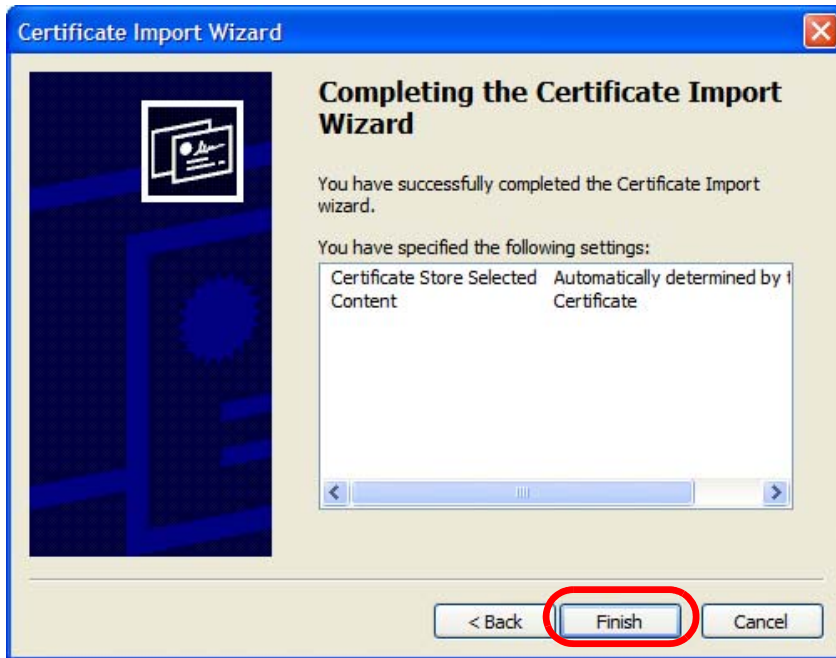 Certificate Import Wizard
Completing the Certificate Import
Wizard
You have successfully completed the Certificate Import
wizard.
You have specified the following settings:
Certificate Store Selected Automatically determined by t
Content Certificate
< Back Finish Cancel